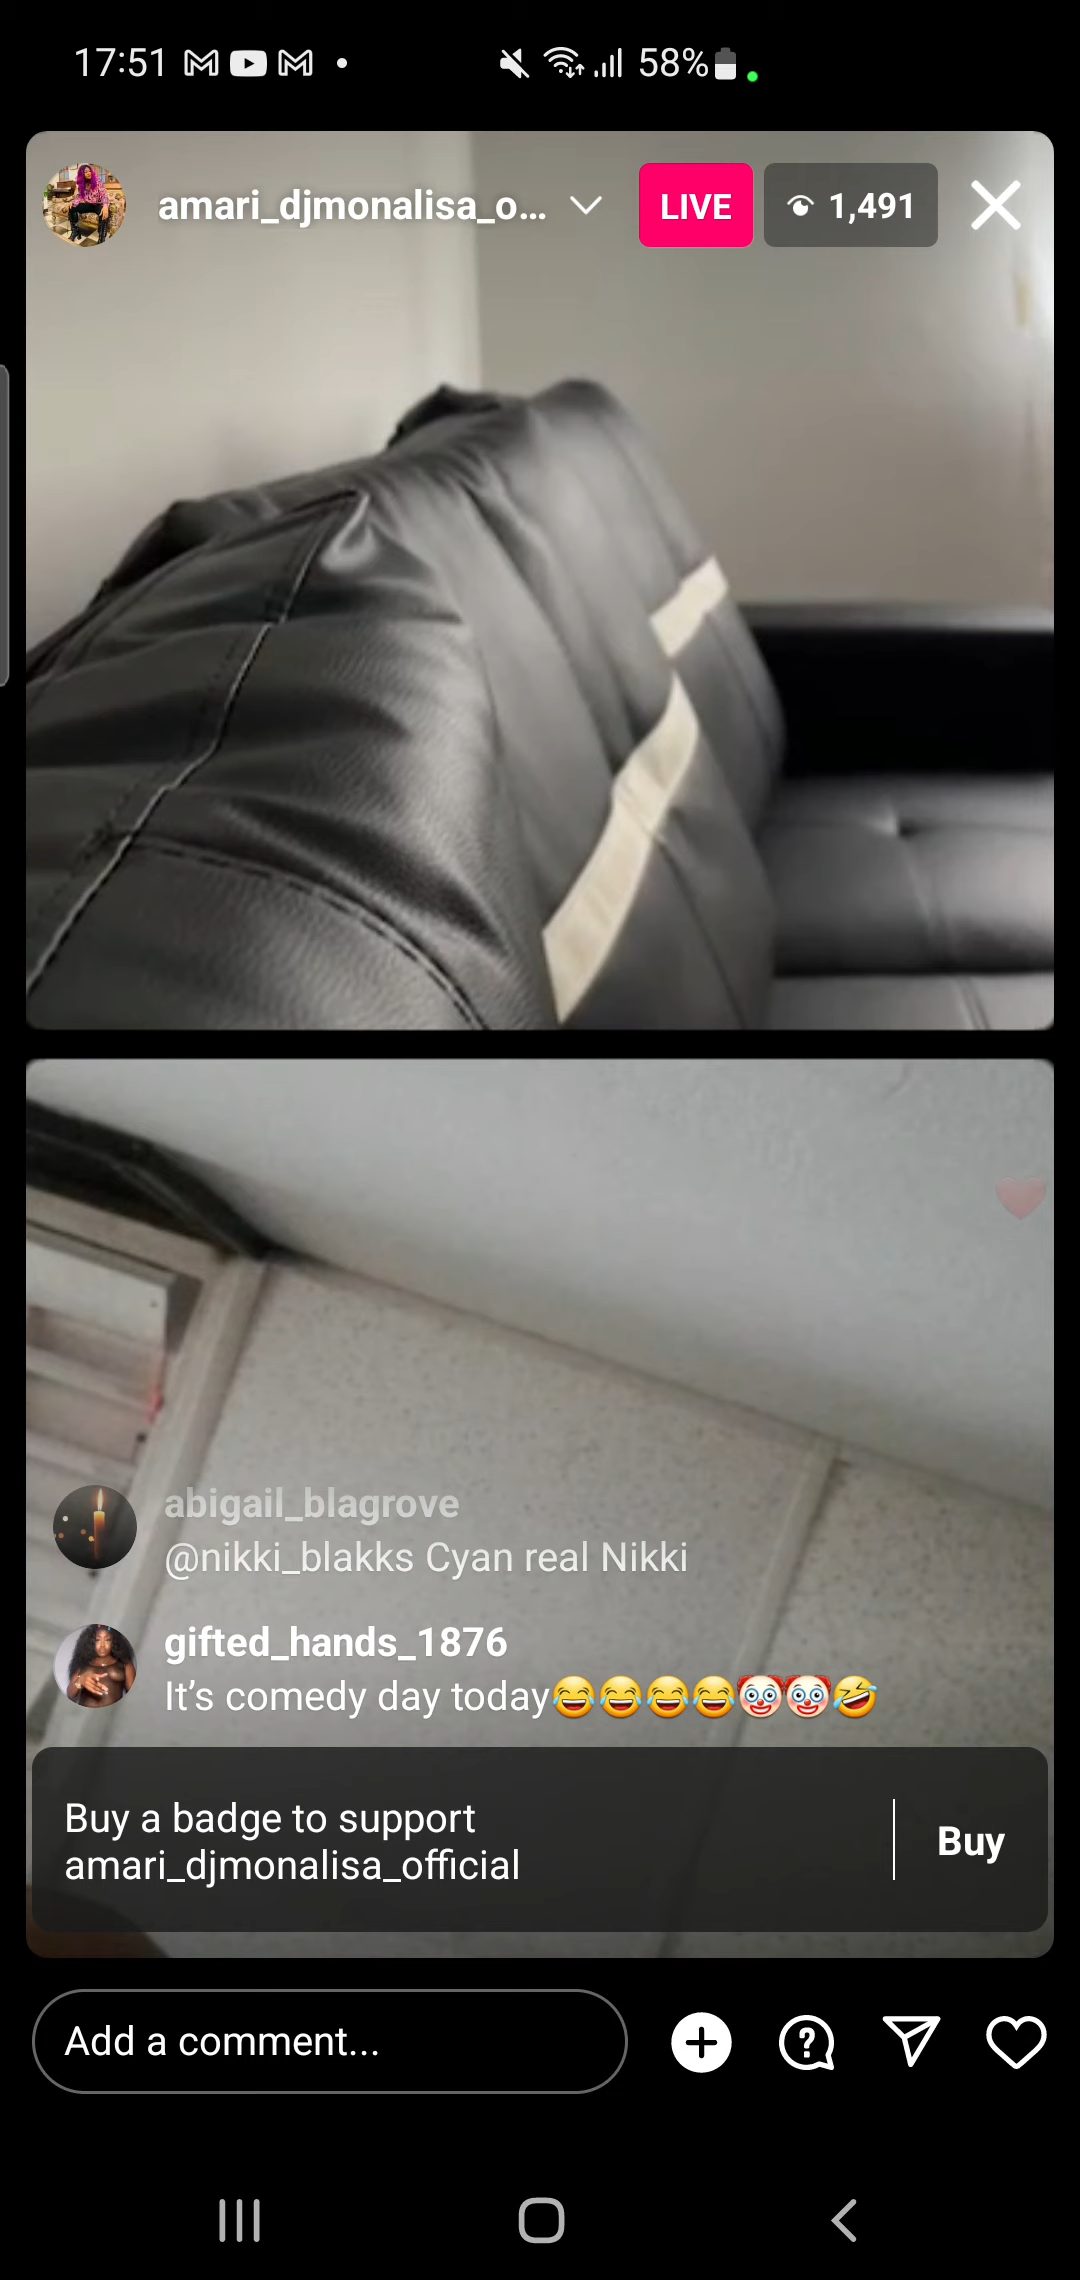 17:51
58%
amari_djmonalisa_o...
LIVE
1,491
abigail_blagrove
@nikki_blakks Cyan real Nikki
gifted_hands_1876
It’s comedy day today😂😂😂😂🤡🤡🤣
Buy a badge to support
amari_djmonalisa_official
Buy
Add a comment...